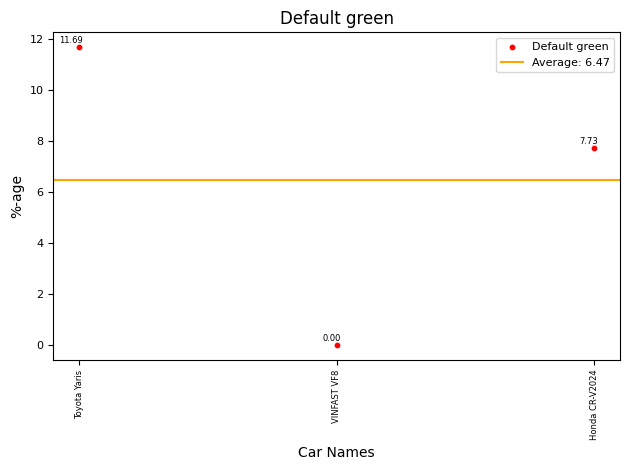 Default green
12
11.69
Default green
Average: 6.47
10
8
7.73
6
%-age
4
2
0.00
0
Toyota Yaris
VINFAST VF8
Honda CR-V2024
Car Names